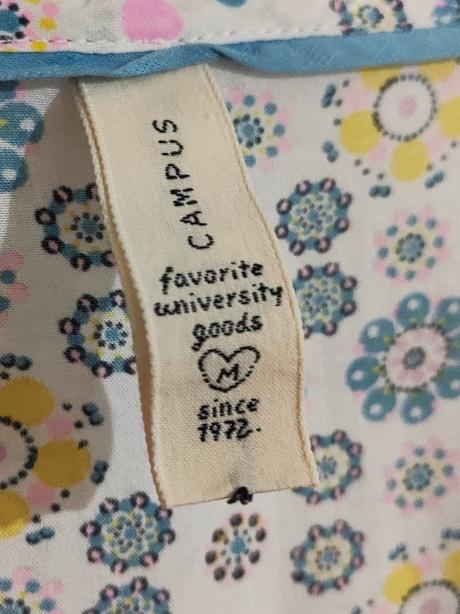 CAMPUS
favorite
university
goods
M
since
1972.